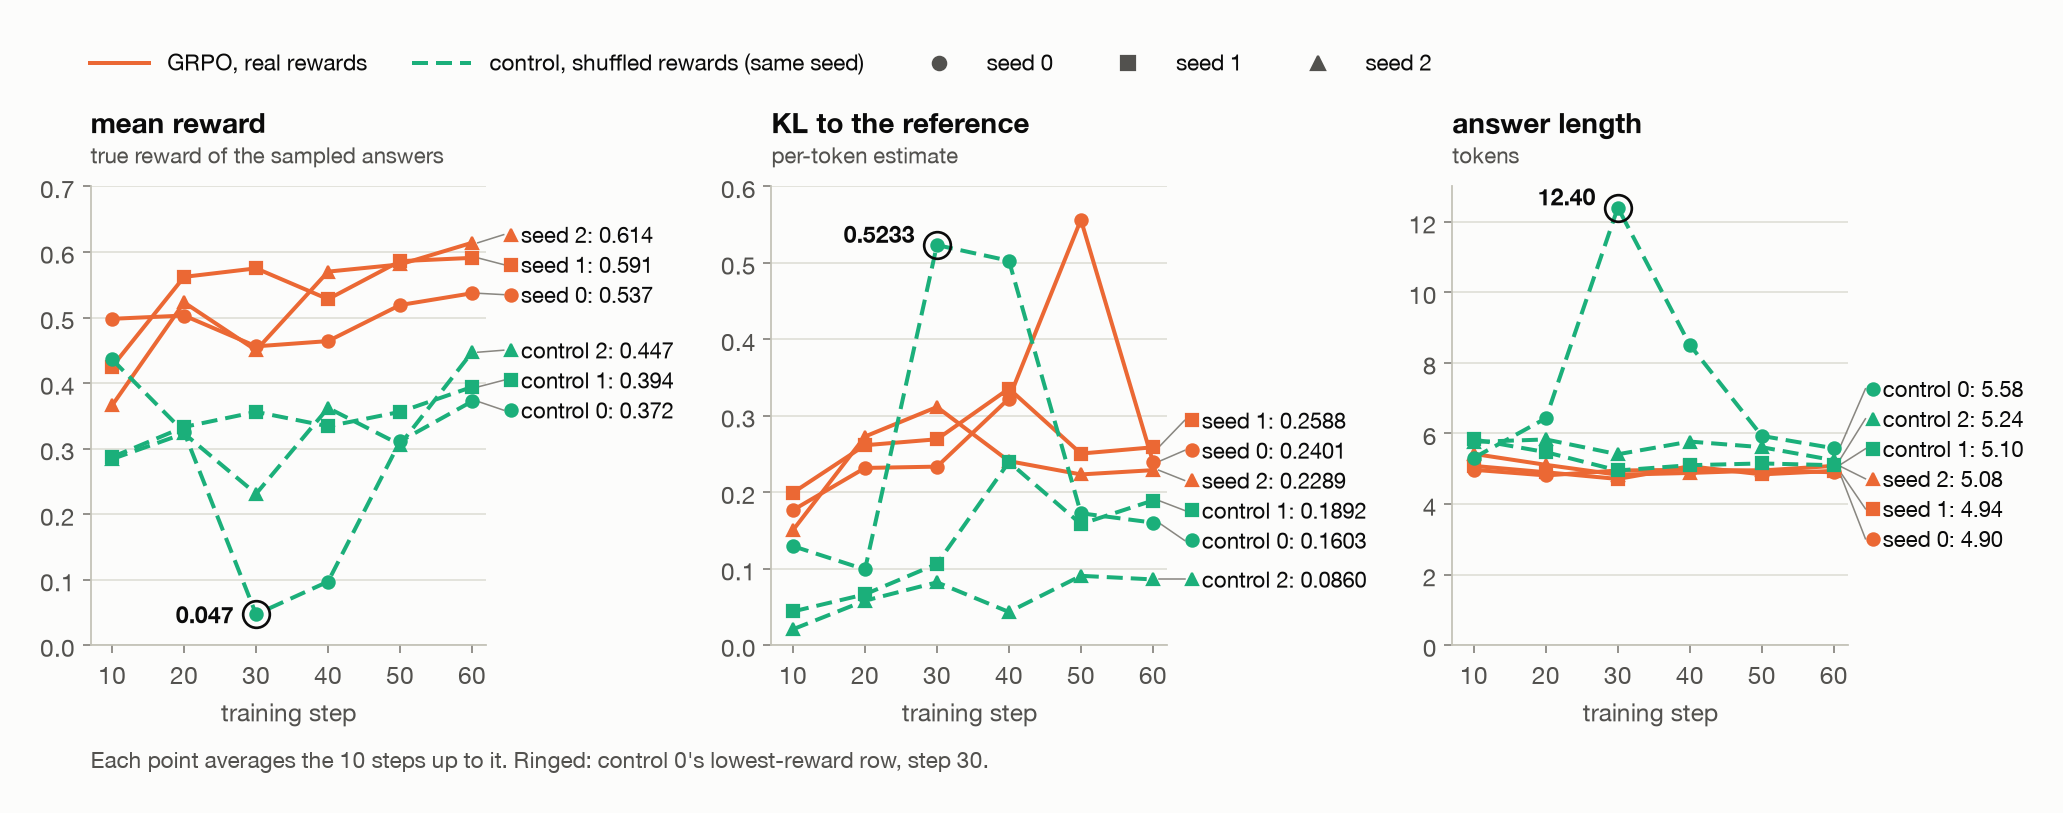 GRPO, real rewards control, shuffled rewards (same seed) seed 0 seed 1 seed 2
mean reward
true reward of the sampled answers
0.7
0.6
0.5
0.4
0.3
0.2
0.1
0.0
10 20 30 40 50 60
training step
0.047
seed 2: 0.614
seed 1: 0.591
seed 0: 0.537
control 2: 0.447
control 1: 0.394
control 0: 0.372
KL to the reference
per-token estimate
0.6
0.5
0.4
0.3
0.2
0.1
0.0
10 20 30 40 50 60
training step
0.5233
seed 1: 0.2588
seed 0: 0.2401
seed 2: 0.2289
control 1: 0.1892
control 0: 0.1603
control 2: 0.0860
answer length
tokens
12
10
8
6
4
2
0
10 20 30 40 50 60
training step
12.40
control 0: 5.58
control 2: 5.24
control 1: 5.10
seed 2: 5.08
seed 1: 4.94
seed 0: 4.90
Each point averages the 10 steps up to it. Ringed: control 0's lowest-reward row, step 30.